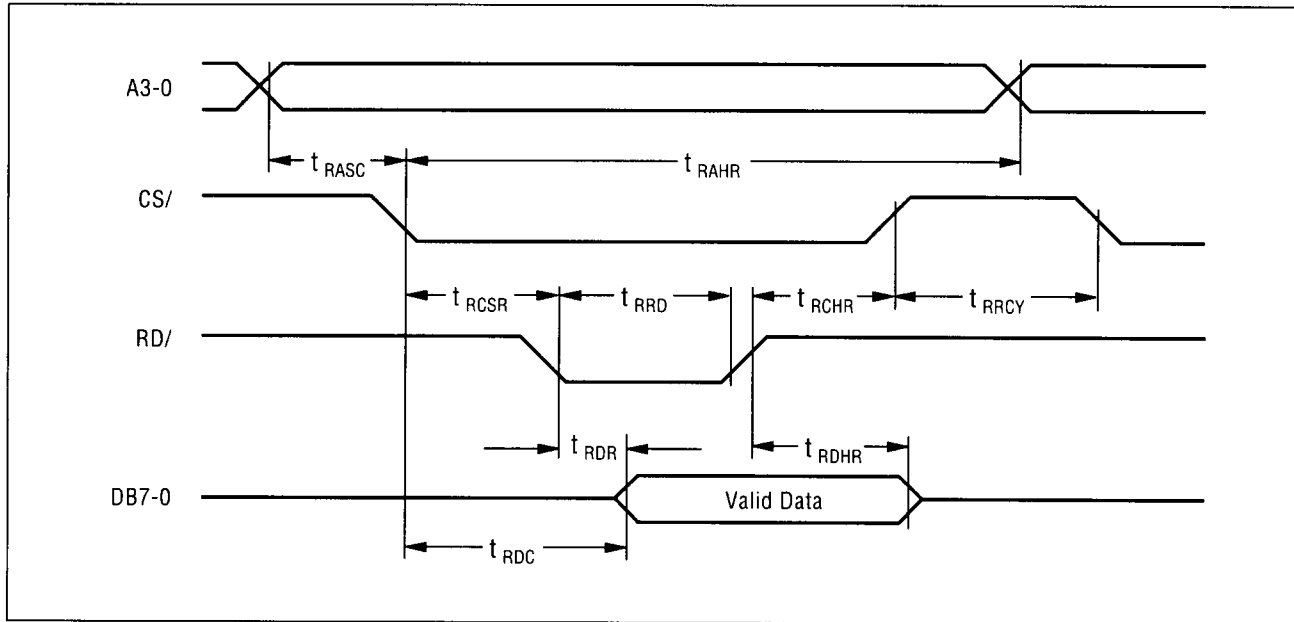 A3-0
t RASC
t RAHR
CS/
t RCSR
t RRD
t RCHR
t RRCY
RD/
t RDR
t RDHR
DB7-0
Valid Data
t RDC